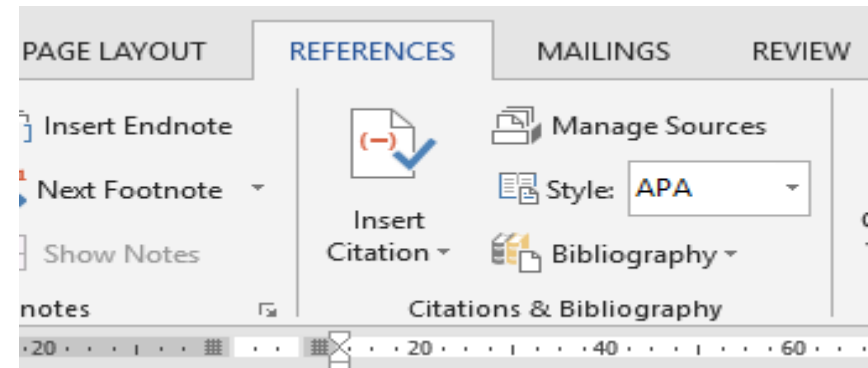 PAGE LAYOUT REFERENCES MAILINGS REVIEW
Insert Endnote
Next Footnote
Show Notes
notes
(-)
Insert
Citation
Manage Sources
Style: APA
Bibliography
Citations & Bibliography
20 20 40 60